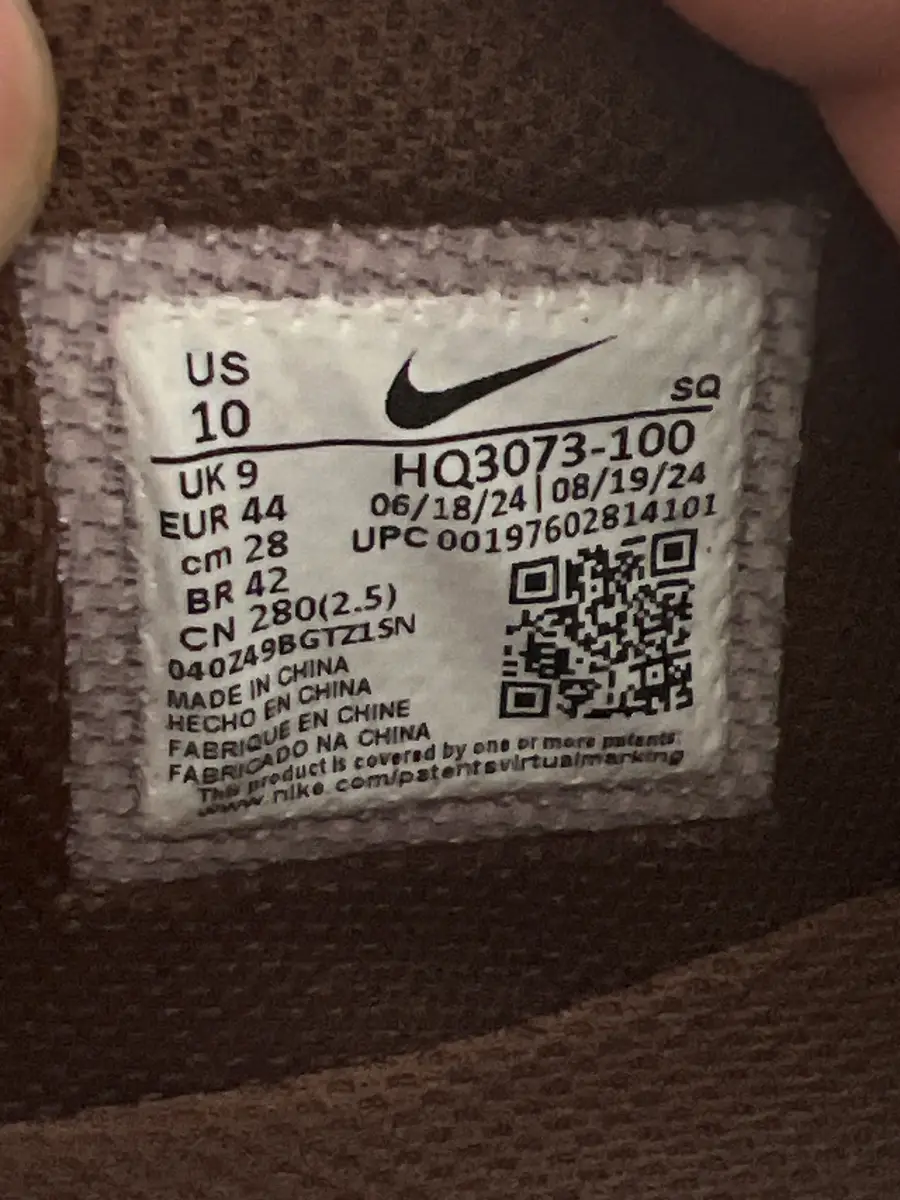 US
10
SQ
UK 9
EUR 44
cm 28
BR 42
CN 280(2.5)
040Z49BGTZ1SN
HQ3073-100
06/18/24|08/19/24
UPC 00197602814101
MADE IN CHINA
HECHO EN CHINA
FABRIQUE EN CHINE
FABRICADO NA CHINA
This product is covered by one or more patents:
www.nike.com/patentsvirtualmarking